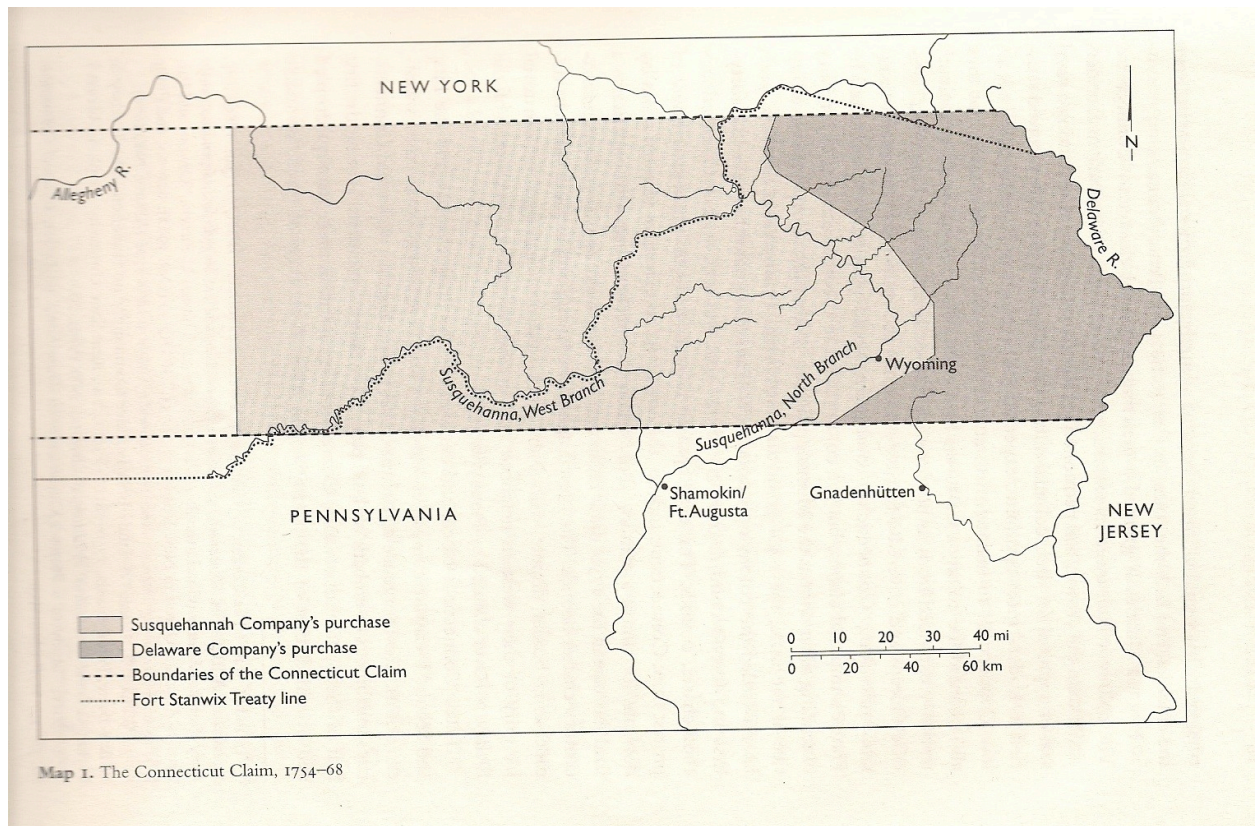 NEW YORK
Allegheny R.
Delaware R.
N
Susquehanna, West Branch
Susquehanna, North Branch
Wyoming
Shamokin/
Ft. Augusta
Gnadenhütten
PENNSYLVANIA
NEW
JERSEY
Susquehannah Company's purchase
Delaware Company's purchase
Boundaries of the Connecticut Claim
Fort Stanwix Treaty line
0 10 20 30 40 mi
0 20 40 60 km
Map 1. The Connecticut Claim, 1754–68